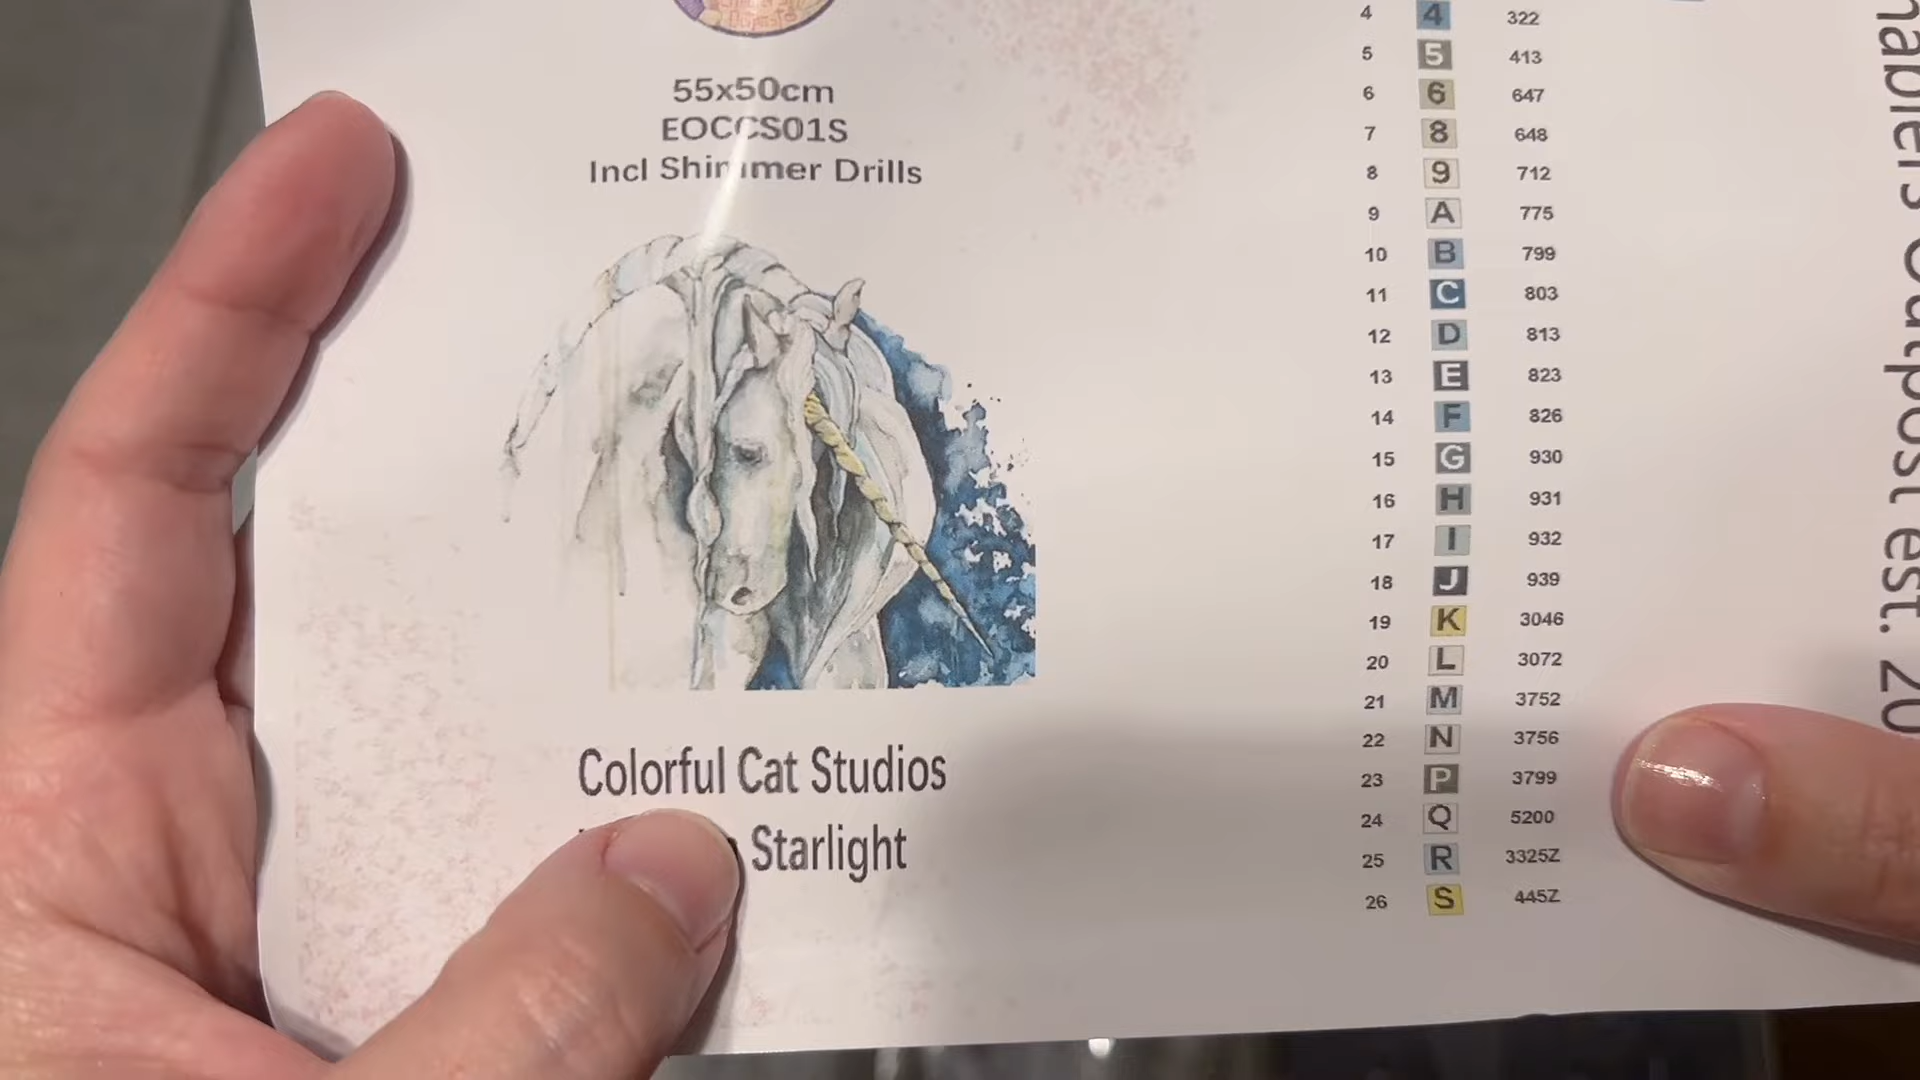 55x50cm
EOCCS01S
Incl Shimmer Drills
Colorful Cat Studios
Starlight
4 4 322
5 5 413
6 6 647
7 8 648
8 9 712
9 A 775
10 B 799
11 C 803
12 D 813
13 E 823
14 F 826
15 G 930
16 H 931
17 I 932
18 J 939
19 K 3046
20 L 3072
21 M 3752
22 N 3756
23 P 3799
24 Q 5200
25 R 3325Z
26 S 445Z
Outpost est. 20